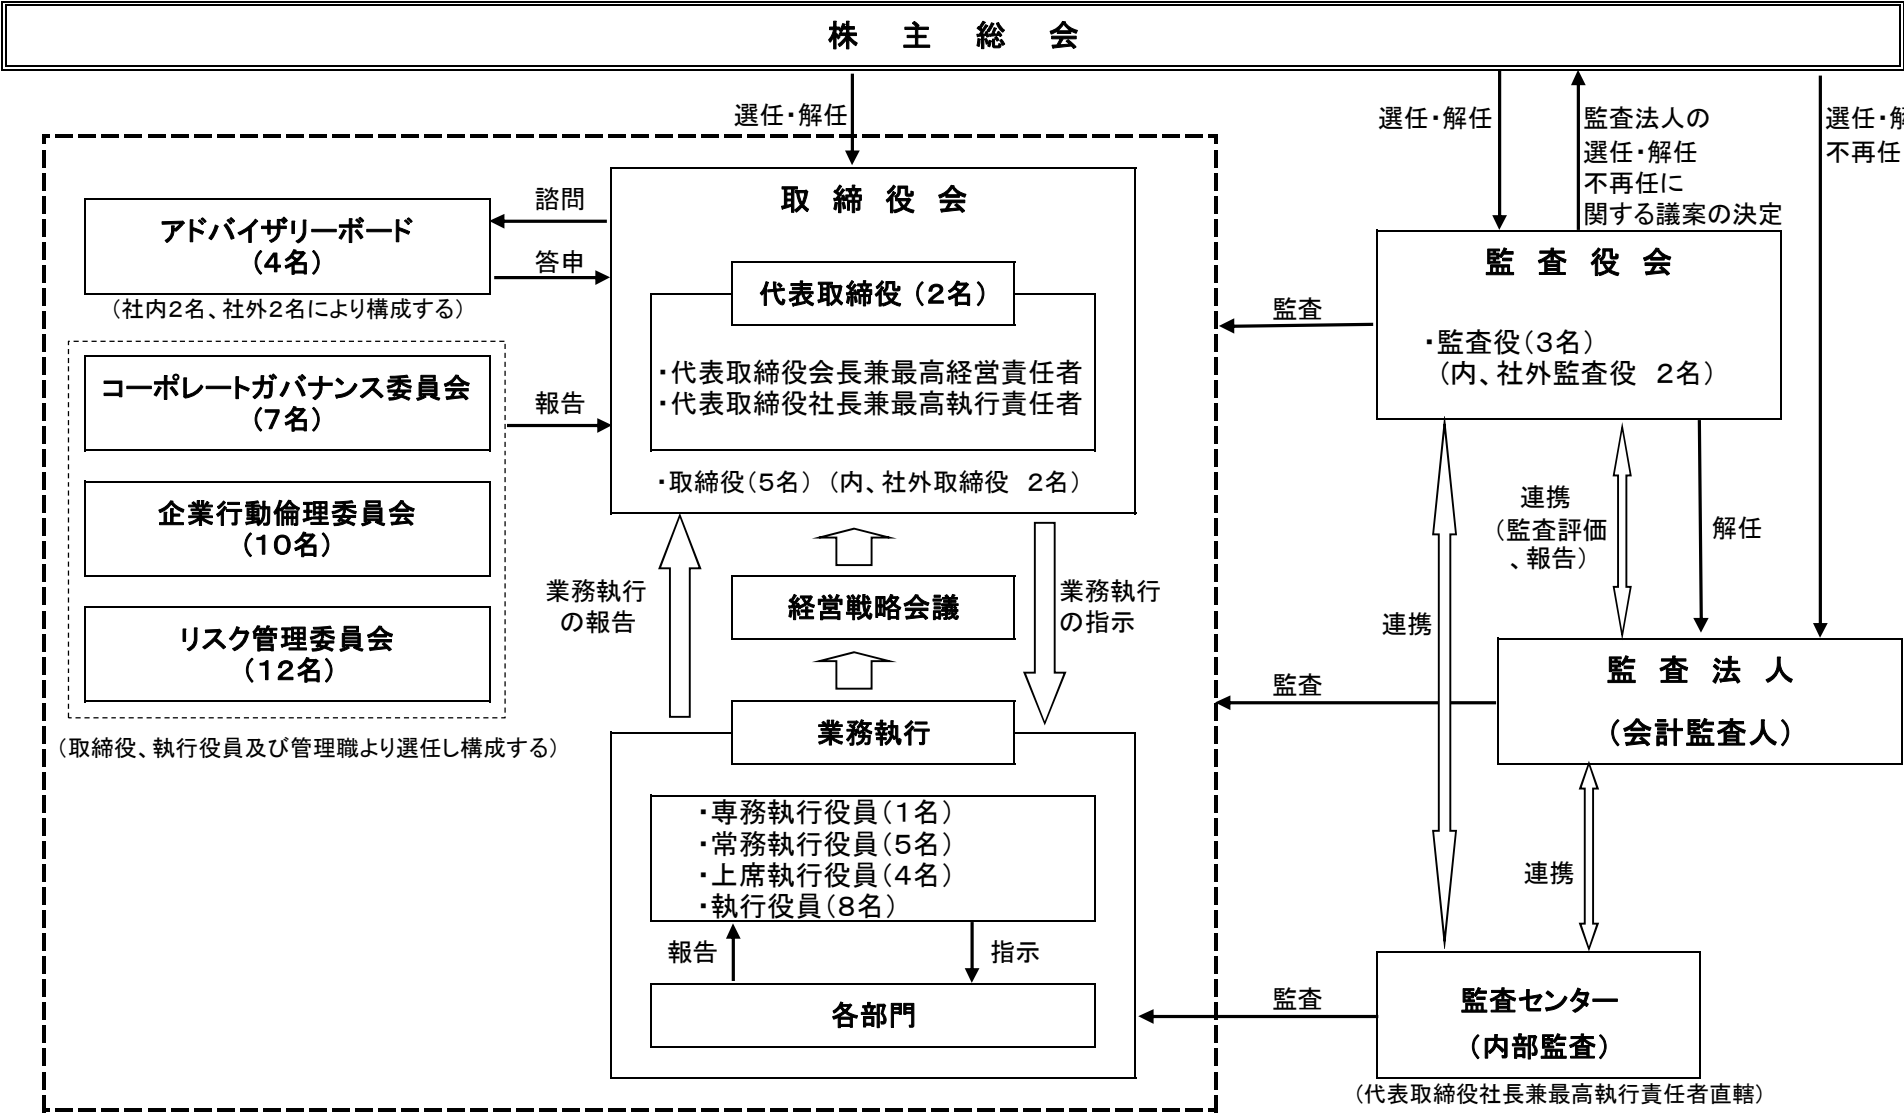 株 主 総 会
選任・解任
選任・解任
監査法人の
選任・解任
不再任に
関する議案の決定
選任・解
不再任
取 締 役 会
諮問
答申
アドバイザリーボード
（4名）
（社内2名、社外2名により構成する）
代表取締役（2名）
・代表取締役会長兼最高経営責任者
・代表取締役社長兼最高執行責任者
・取締役（5名）（内、社外取締役 2名）
監 査 役 会
・監査役（3名）
（内、社外監査役 2名）
監査
コーポレートガバナンス委員会
（7名）
報告
企業行動倫理委員会
（10名）
リスク管理委員会
（12名）
（取締役、執行役員及び管理職より選任し構成する）
業務執行
の報告
経営戦略会議
業務執行
の指示
連携
連携
（監査評価
、報告）
解任
監査
監 査 法 人
（会計監査人）
業務執行
・専務執行役員（1名）
・常務執行役員（5名）
・上席執行役員（4名）
・執行役員（8名）
報告
指示
各部門
連携
監査
監査センター
（内部監査）
（代表取締役社長兼最高執行責任者直轄）